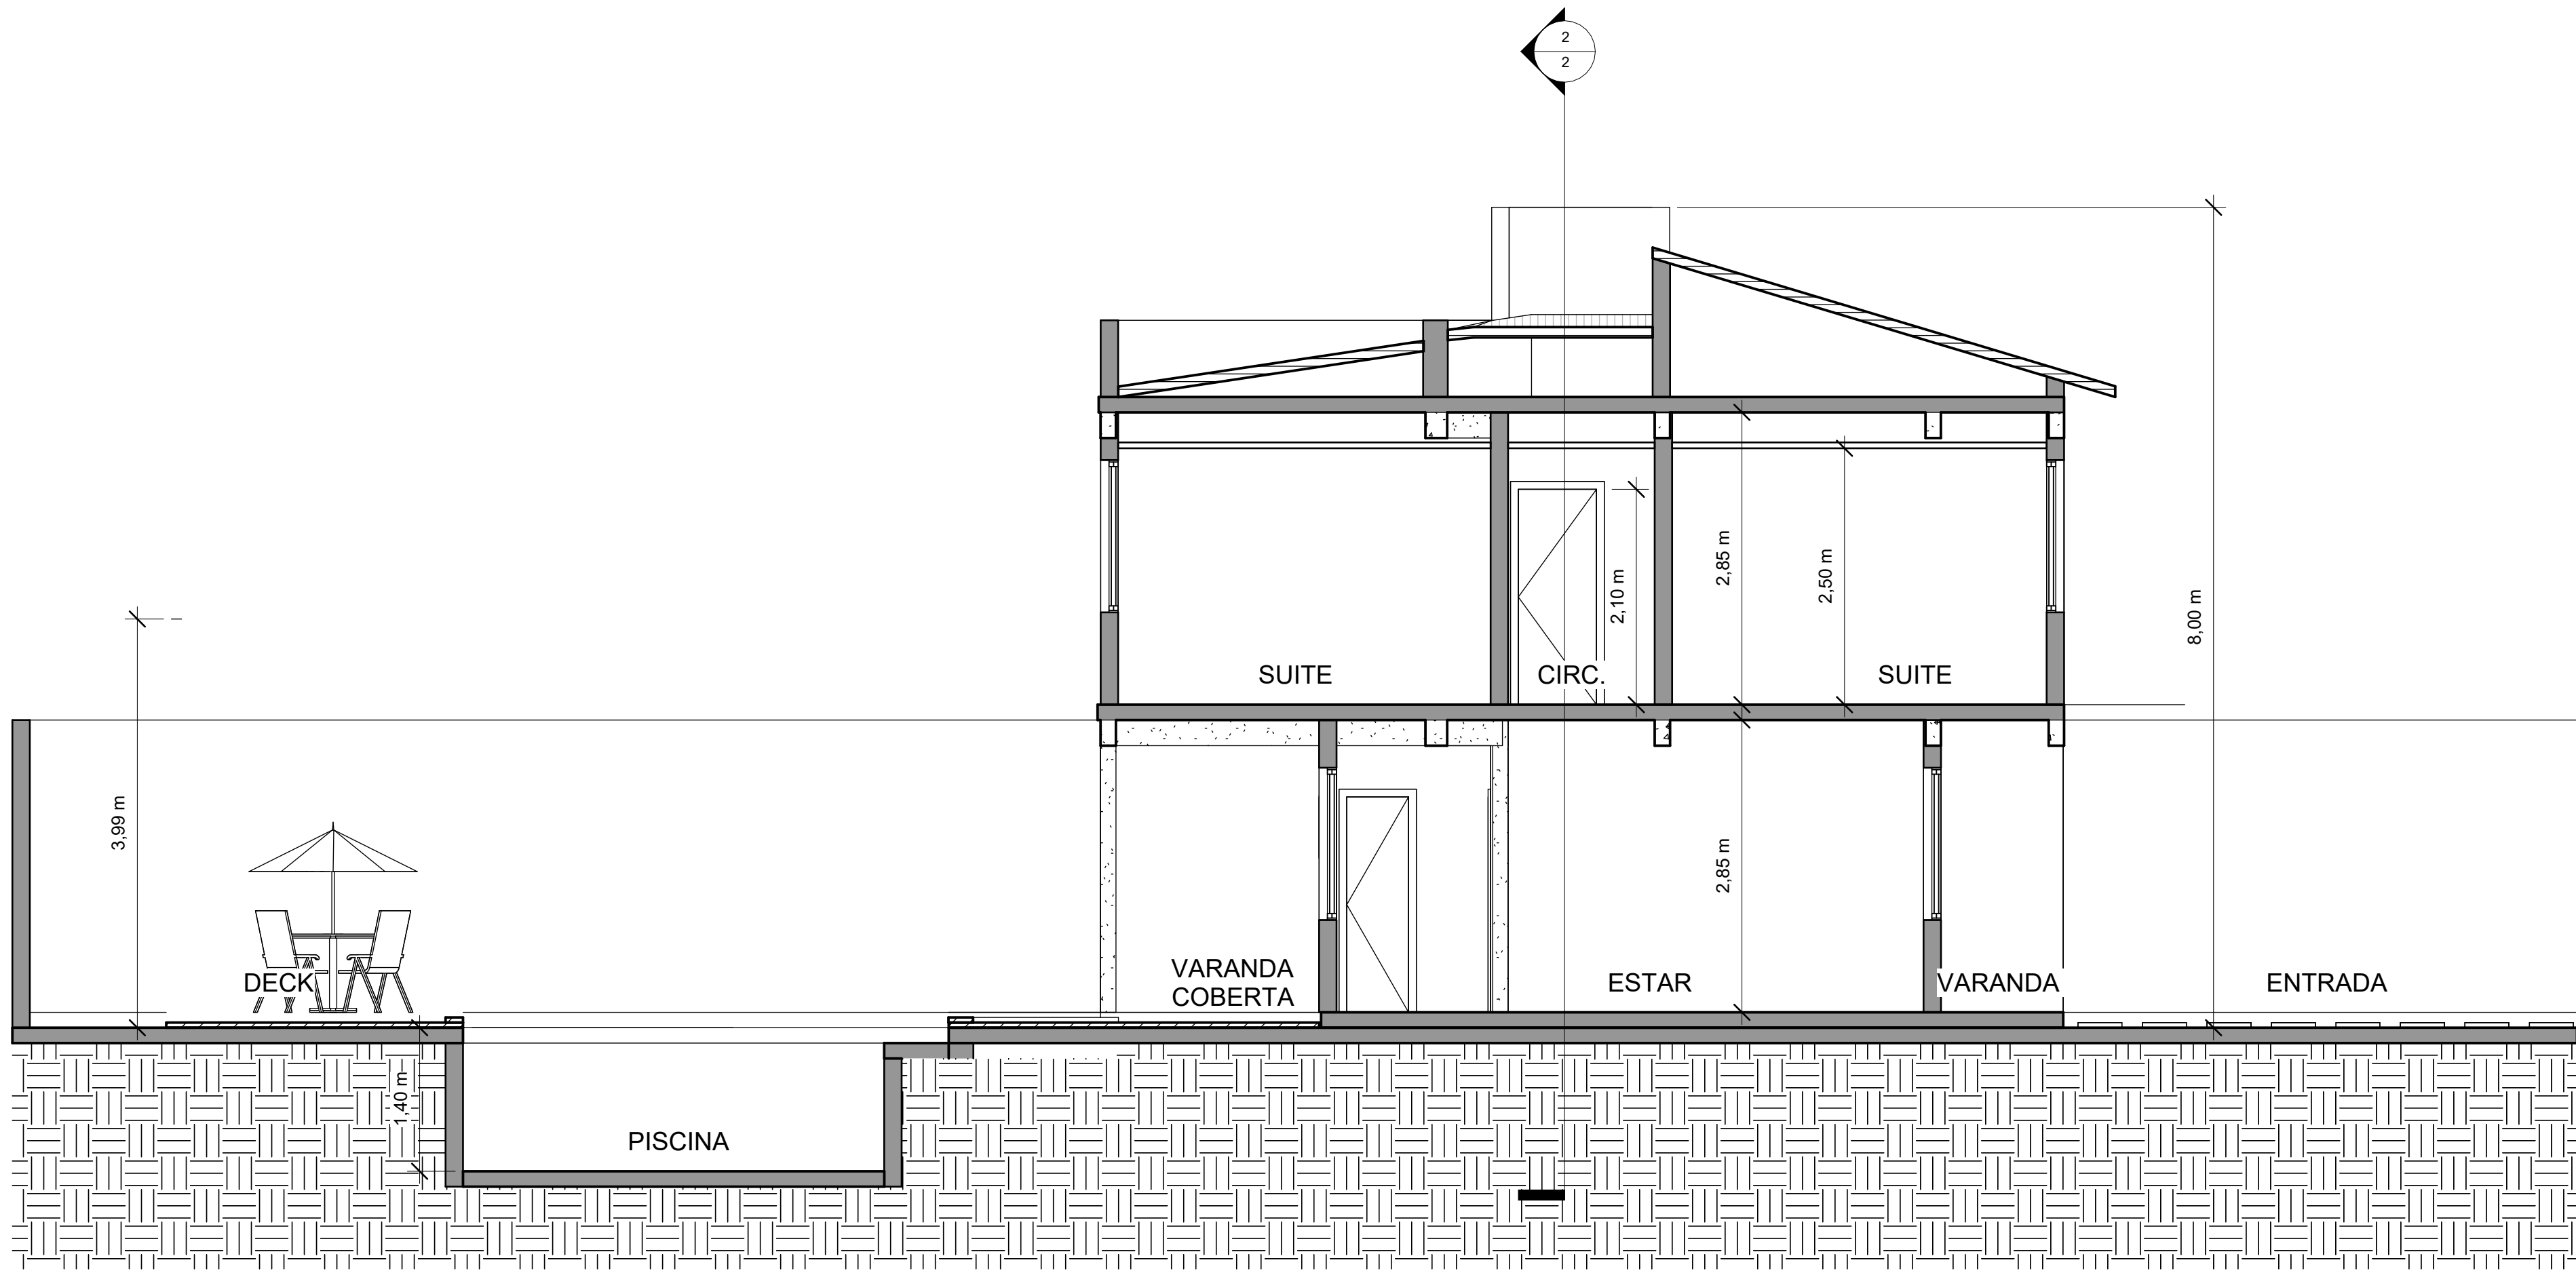 2
2
2,85 m
2,50 m
2,10 m
8,00 m
SUITE
CIRC.
SUITE
3,99 m
2,85 m
VARANDA
COBERTA
DECK
ESTAR
VARANDA
ENTRADA
1,40 m
PISCINA